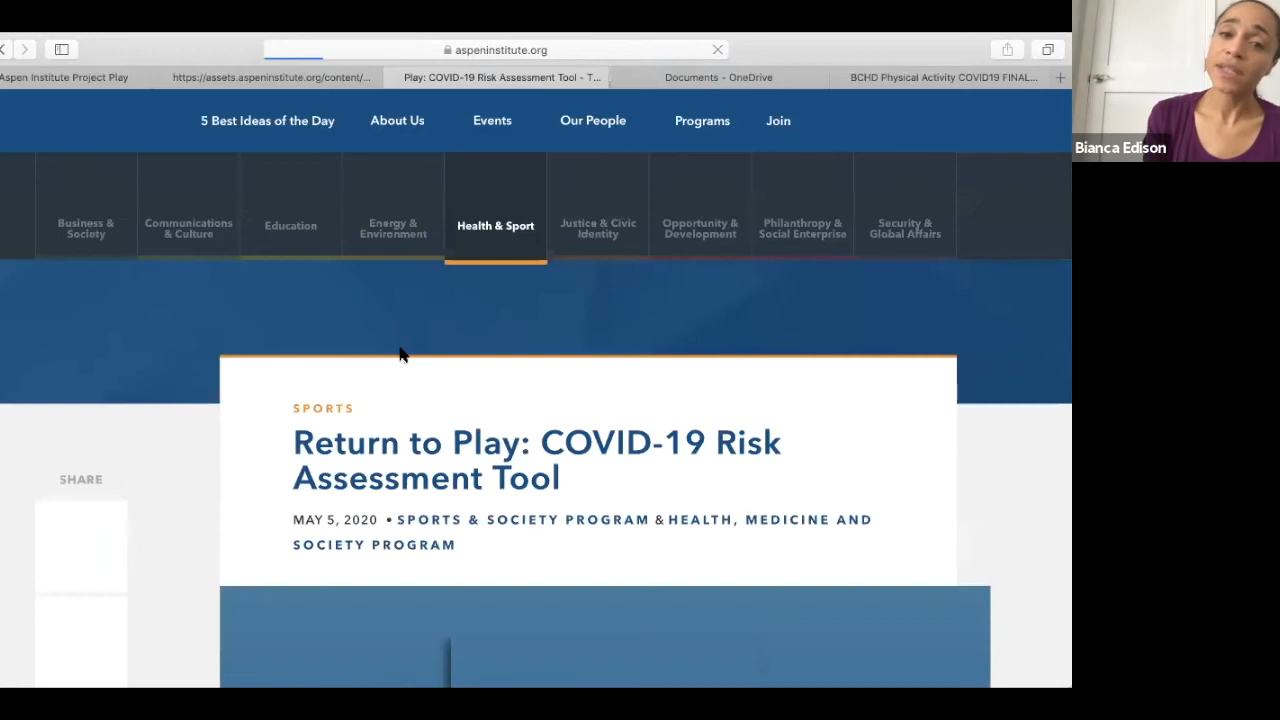 aspeninstitute.org
Aspen Institute Project Play
https://assets.aspeninstitute.org/content/...
Play: COVID-19 Risk Assessment Tool - T...
Documents - OneDrive
BCHD Physical Activity COVID19 FINAL...
5 Best Ideas of the Day
About Us
Events
Our People
Programs
Join
Business &
Society
Communications
& Culture
Education
Energy &
Environment
Health & Sport
Justice & Civic
Identity
Opportunity &
Development
Philanthropy &
Social Enterprise
Security &
Global Affairs
Bianca Edison
SPORTS
Return to Play: COVID-19 Risk
Assessment Tool
MAY 5, 2020 • SPORTS & SOCIETY PROGRAM & HEALTH, MEDICINE AND
SOCIETY PROGRAM
SHARE